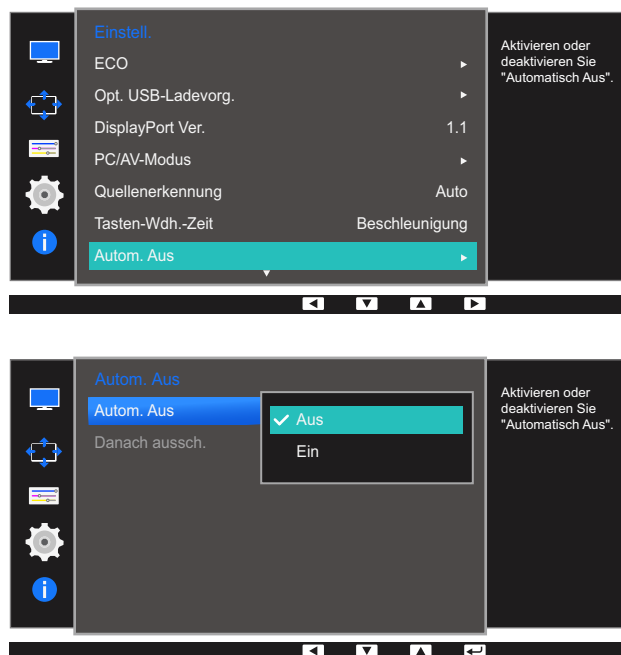 Einstell.
ECO
Opt. USB-Ladevorg.
DisplayPort Ver. 1.1
PC/AV-Modus
Quellenerkennung Auto
Tasten-Wdh.-Zeit Beschleunigung
Autom. Aus
Aktivieren oder
deaktivieren Sie
"Automatisch Aus".
Autom. Aus
Autom. Aus
Danach aussch.
Aus
Ein
Aktivieren oder
deaktivieren Sie
"Automatisch Aus".